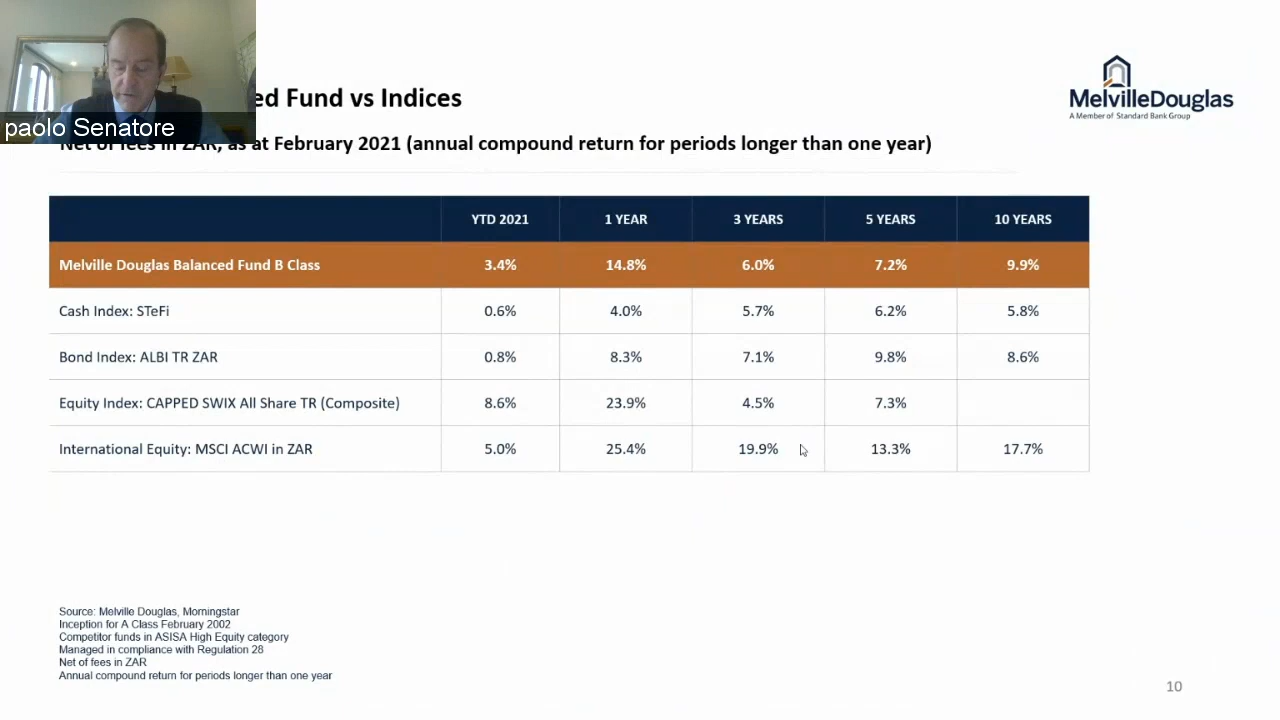 paolo Senatore
ed Fund vs Indices
MelvilleDouglas
A Member of Standard Bank Group
Net of fees in ZAR, as at February 2021 (annual compound return for periods longer than one year)
YTD 2021 1 YEAR 3 YEARS 5 YEARS 10 YEARS
Melville Douglas Balanced Fund B Class 3.4% 14.8% 6.0% 7.2% 9.9%
Cash Index: STeFi 0.6% 4.0% 5.7% 6.2% 5.8%
Bond Index: ALBI TR ZAR 0.8% 8.3% 7.1% 9.8% 8.6%
Equity Index: CAPPED SWIX All Share TR (Composite) 8.6% 23.9% 4.5% 7.3%
International Equity: MSCI ACWI in ZAR 5.0% 25.4% 19.9% 13.3% 17.7%
Source: Melville Douglas, Morningstar
Inception for A Class February 2002
Competitor funds in ASISA High Equity category
Managed in compliance with Regulation 28
Net of fees in ZAR
Annual compound return for periods longer than one year
10